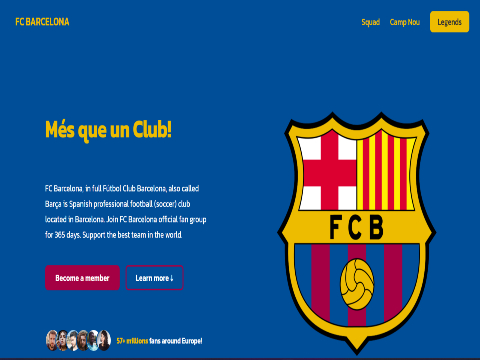 FC BARCELONA
Squad
Camp Nou
Legends
Més que un Club!
FC Barcelona, in full Fútbol Club Barcelona, also called
Barça is Spanish professional football (soccer) club
located in Barcelona. Join FC Barcelona official fan group
for 365 days. Support the best team in the world.
Become a member
Learn more ↓
57+ millions fans around Europe!
FCB